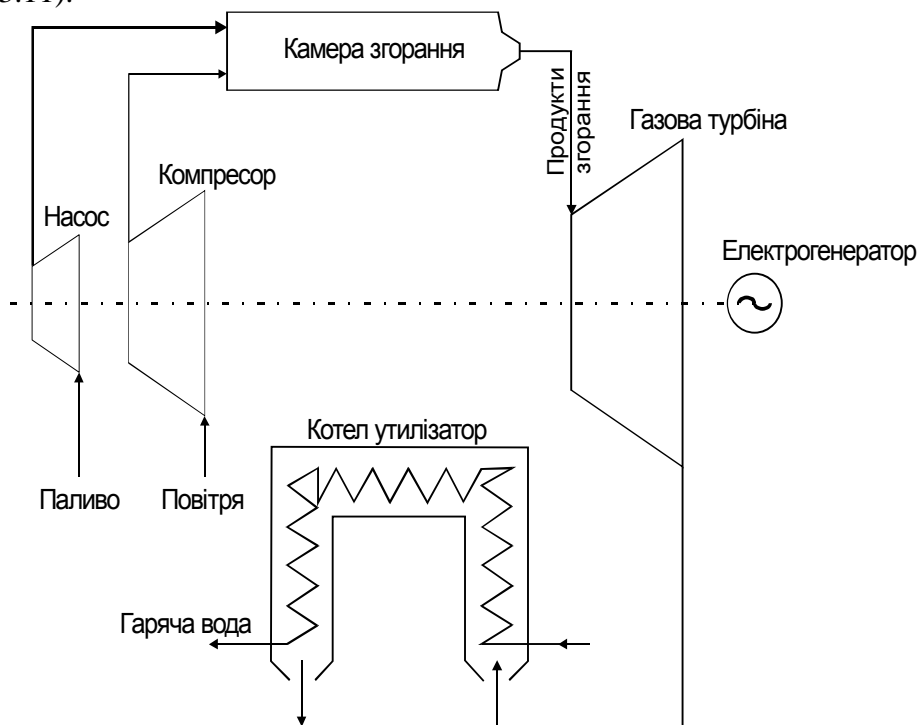 3.11).
Камера згорання
Продукти
згорання
Газова турбіна
Компресор
Насос
Електрогенератор
Котел утилізатор
Паливо
Повітря
Гаряча вода